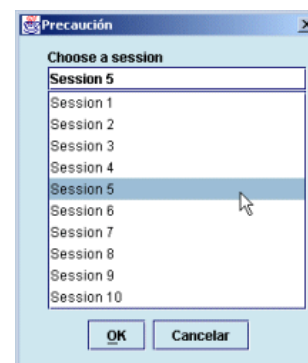 Precaución
Choose a session
Session 5
Session 1
Session 2
Session 3
Session 4
Session 5
Session 6
Session 7
Session 8
Session 9
Session 10
OK Cancelar